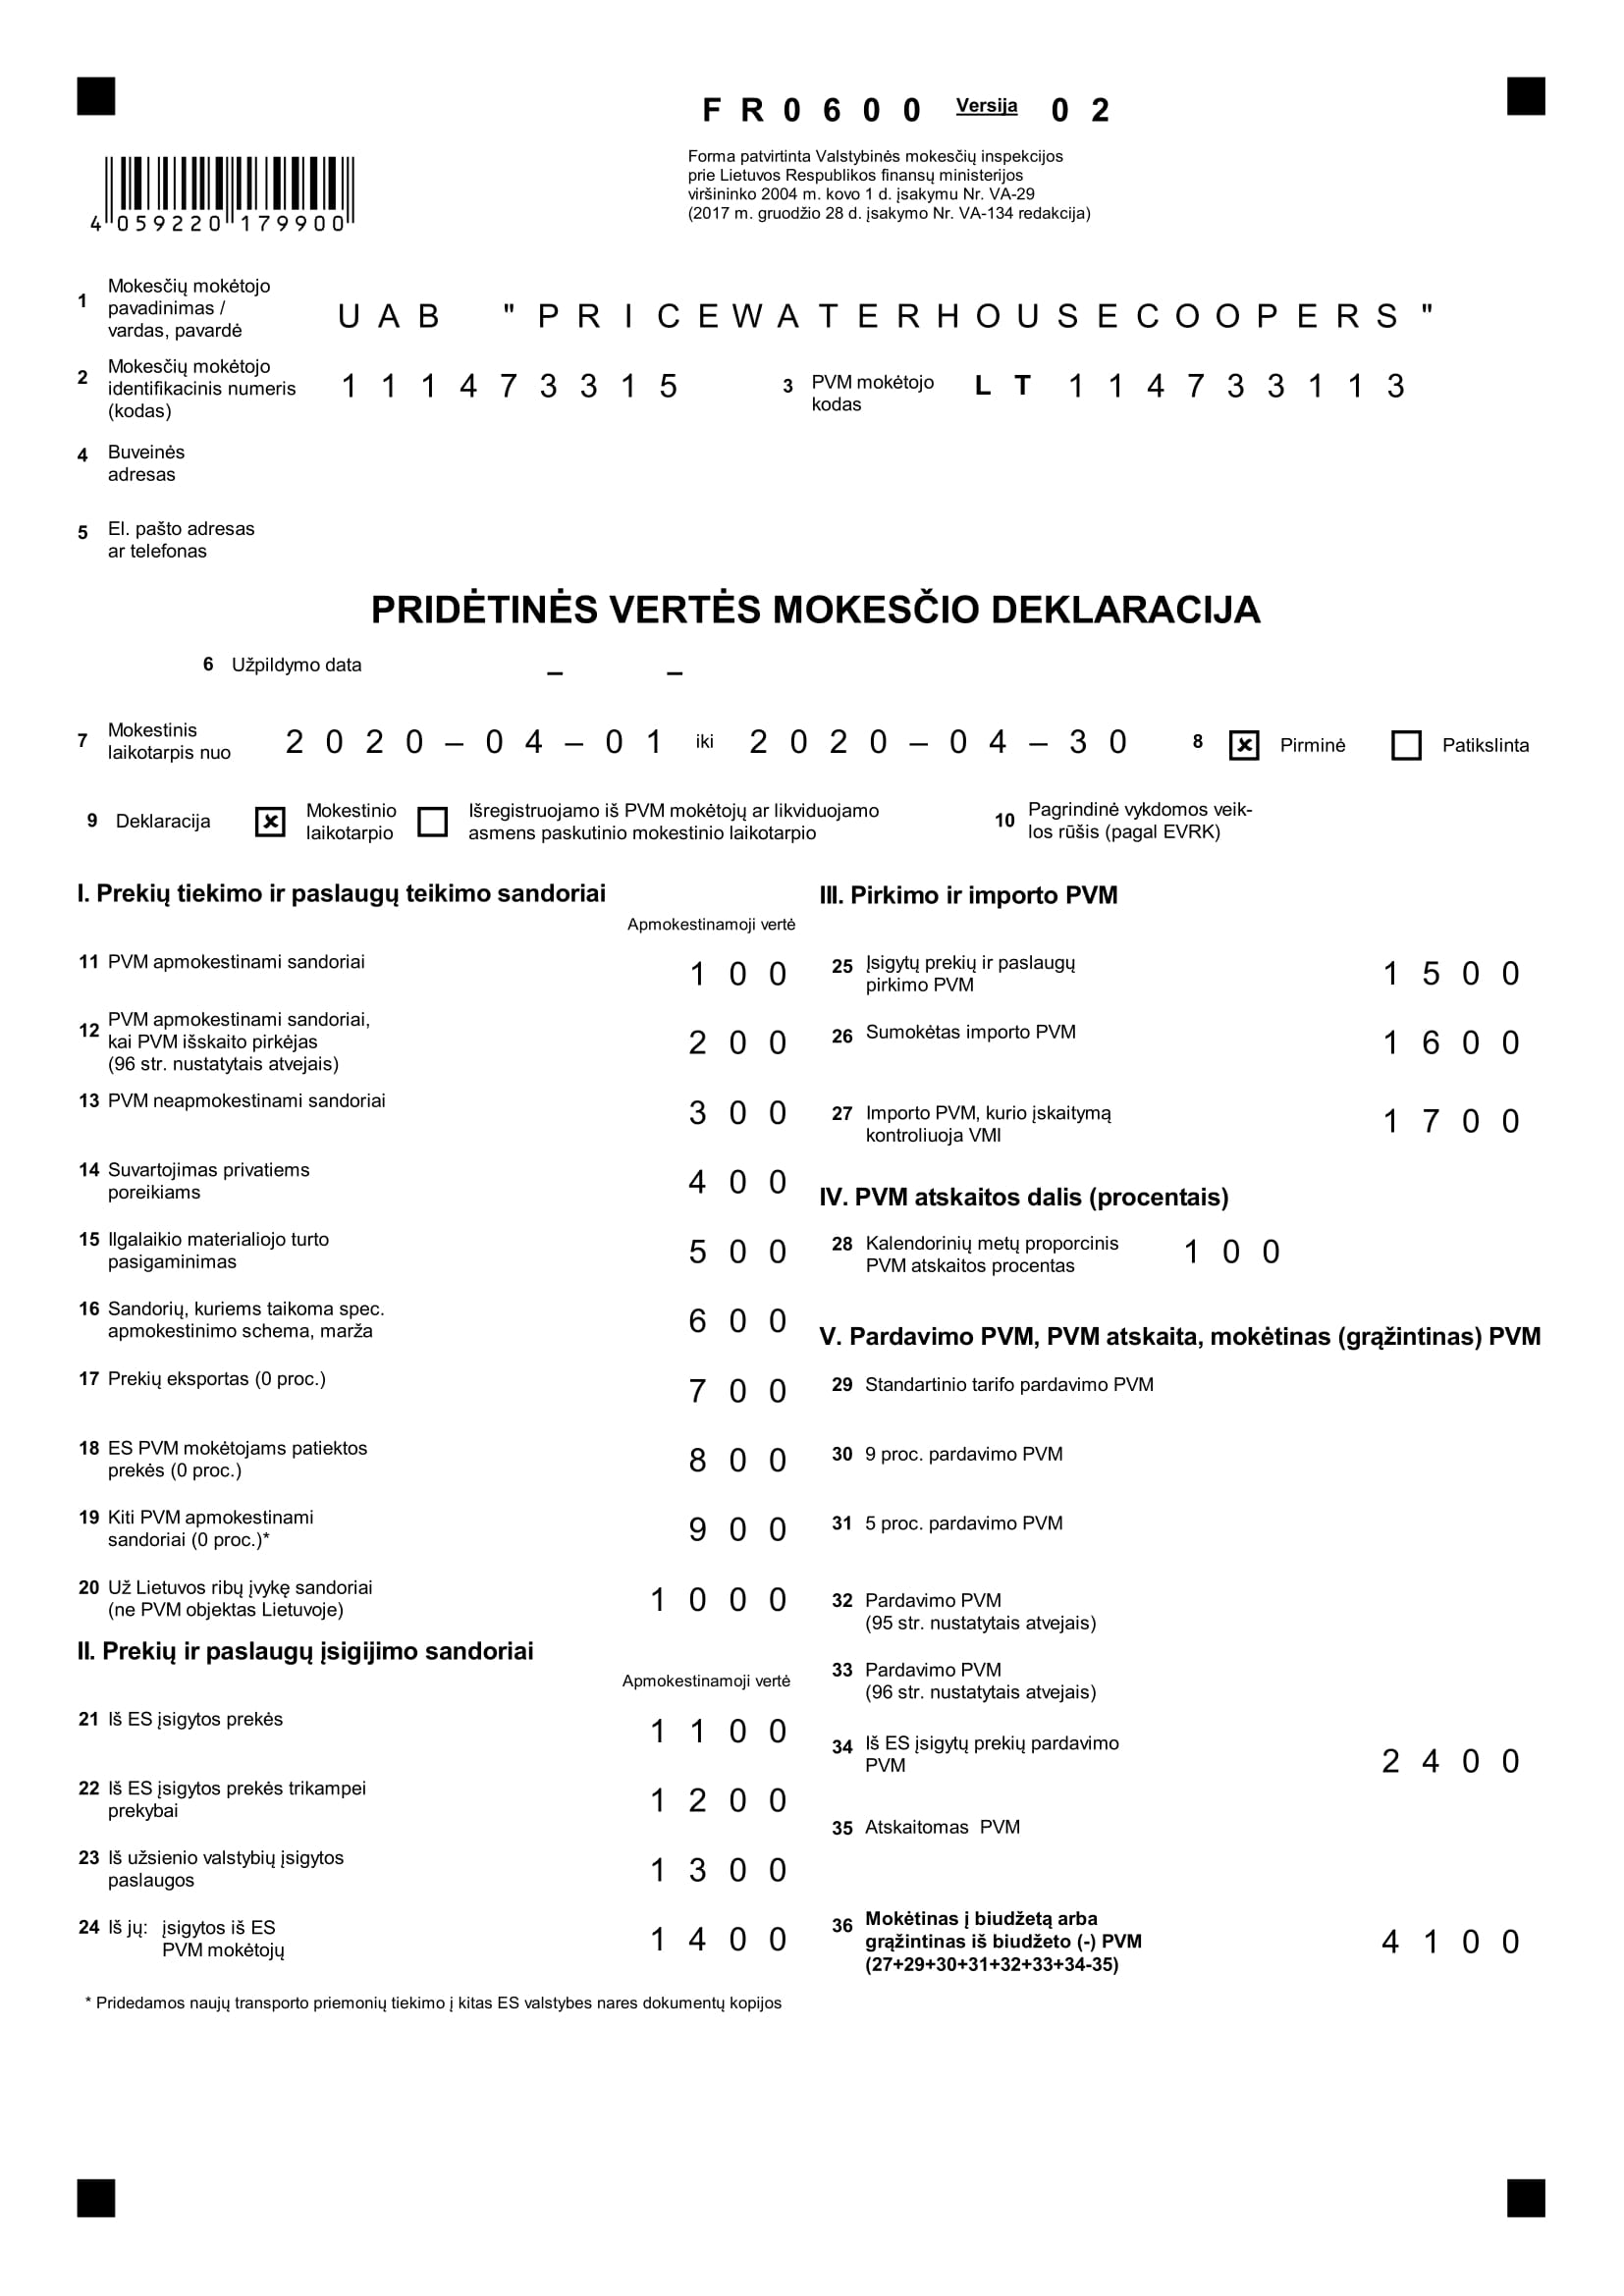 FR0600 Versija 02
Forma patvirtinta Valstybinės mokesčių inspekcijos
prie Lietuvos Respublikos finansų ministerijos
viršininko 2004 m. kovo 1 d. įsakymu Nr. VA-29
(2017 m. gruodžio 28 d. įsakymo Nr. VA-134 redakcija)
4 059220 179900
1 Mokesčių mokėtojo
pavadinimas /
vardas, pavardė
UAB "PRICEWATERHOUSECOOPERS"
2 Mokesčių mokėtojo
identifikacinis numeris
(kodas)
111473315
3 PVM mokėtojo
kodas
LT 114733113
4 Buveinės
adresas
5 El. pašto adresas
ar telefonas
PRIDĖTINĖS VERTĖS MOKESČIO DEKLARACIJA
6 Užpildymo data – –
7 Mokestinis
laikotarpis nuo
2020–04–01 iki 2020–04–30
8 Pirminė Patikslinta
9 Deklaracija
Mokestinio
laikotarpio
Išregistruojamo iš PVM mokėtojų ar likviduojamo
asmens paskutinio mokestinio laikotarpio
10 Pagrindinė vykdomos veik-
los rūšis (pagal EVRK)
I. Prekių tiekimo ir paslaugų teikimo sandoriai
Apmokestinamoji vertė
11 PVM apmokestinami sandoriai 100
12 PVM apmokestinami sandoriai,
kai PVM išskaito pirkėjas
(96 str. nustatytais atvejais)
200
13 PVM neapmokestinami sandoriai 300
14 Suvartojimas privatiems
poreikiams
400
15 Ilgalaikio materialiojo turto
pasigaminimas
500
16 Sandorių, kuriems taikoma spec.
apmokestinimo schema, marža
600
17 Prekių eksportas (0 proc.) 700
18 ES PVM mokėtojams patiektos
prekės (0 proc.)
800
19 Kiti PVM apmokestinami
sandoriai (0 proc.)*
900
20 Už Lietuvos ribų įvykę sandoriai
(ne PVM objektas Lietuvoje)
1000
II. Prekių ir paslaugų įsigijimo sandoriai
Apmokestinamoji vertė
21 Iš ES įsigytos prekės 1100
22 Iš ES įsigytos prekės trikampei
prekybai
1200
23 Iš užsienio valstybių įsigytos
paslaugos
1300
24 Iš jų: įsigytos iš ES
PVM mokėtojų
1400
* Pridedamos naujų transporto priemonių tiekimo į kitas ES valstybes nares dokumentų kopijos
III. Pirkimo ir importo PVM
25 Įsigytų prekių ir paslaugų
pirkimo PVM
1500
26 Sumokėtas importo PVM 1600
27 Importo PVM, kurio įskaitymą
kontroliuoja VMI
1700
IV. PVM atskaitos dalis (procentais)
28 Kalendorinių metų proporcinis
PVM atskaitos procentas
100
V. Pardavimo PVM, PVM atskaita, mokėtinas (grąžintinas) PVM
29 Standartinio tarifo pardavimo PVM
30 9 proc. pardavimo PVM
31 5 proc. pardavimo PVM
32 Pardavimo PVM
(95 str. nustatytais atvejais)
33 Pardavimo PVM
(96 str. nustatytais atvejais)
34 Iš ES įsigytų prekių pardavimo
PVM
2400
35 Atskaitomas PVM
36 Mokėtinas į biudžetą arba
grąžintinas iš biudžeto (-) PVM
(27+29+30+31+32+33+34-35)
4100